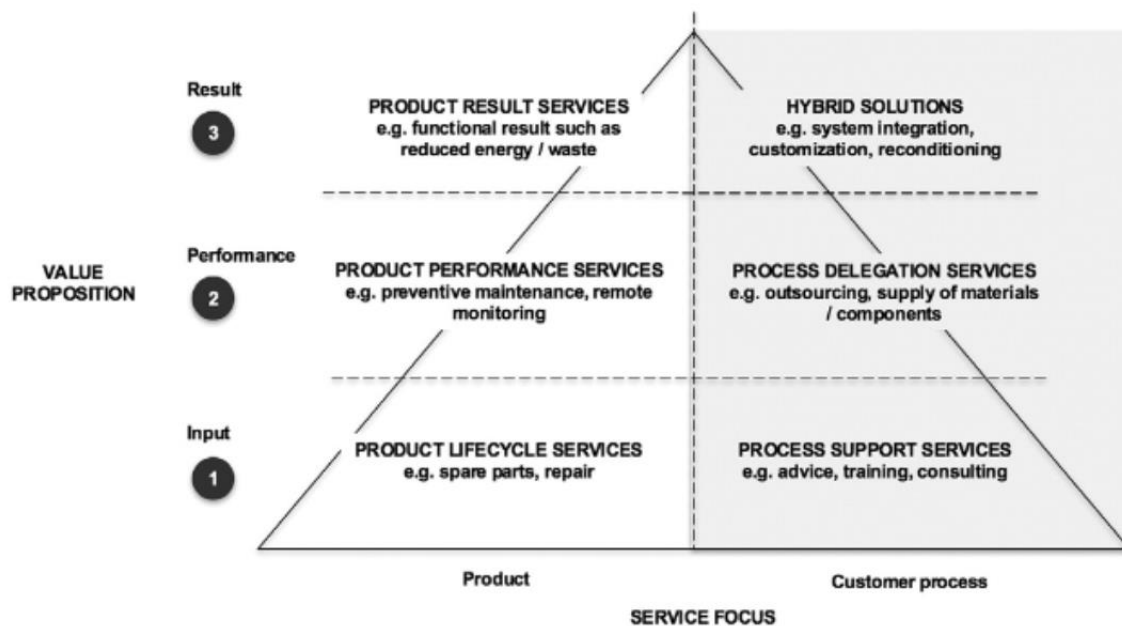 Result
3
PRODUCT RESULT SERVICES
e.g. functional result such as
reduced energy / waste
HYBRID SOLUTIONS
e.g. system integration,
customization, reconditioning
VALUE
PROPOSITION
Performance
2
PRODUCT PERFORMANCE SERVICES
e.g. preventive maintenance, remote
monitoring
PROCESS DELEGATION SERVICES
e.g. outsourcing, supply of materials
/ components
Input
1
PRODUCT LIFECYCLE SERVICES
e.g. spare parts, repair
PROCESS SUPPORT SERVICES
e.g. advice, training, consulting
Product
Customer process
SERVICE FOCUS